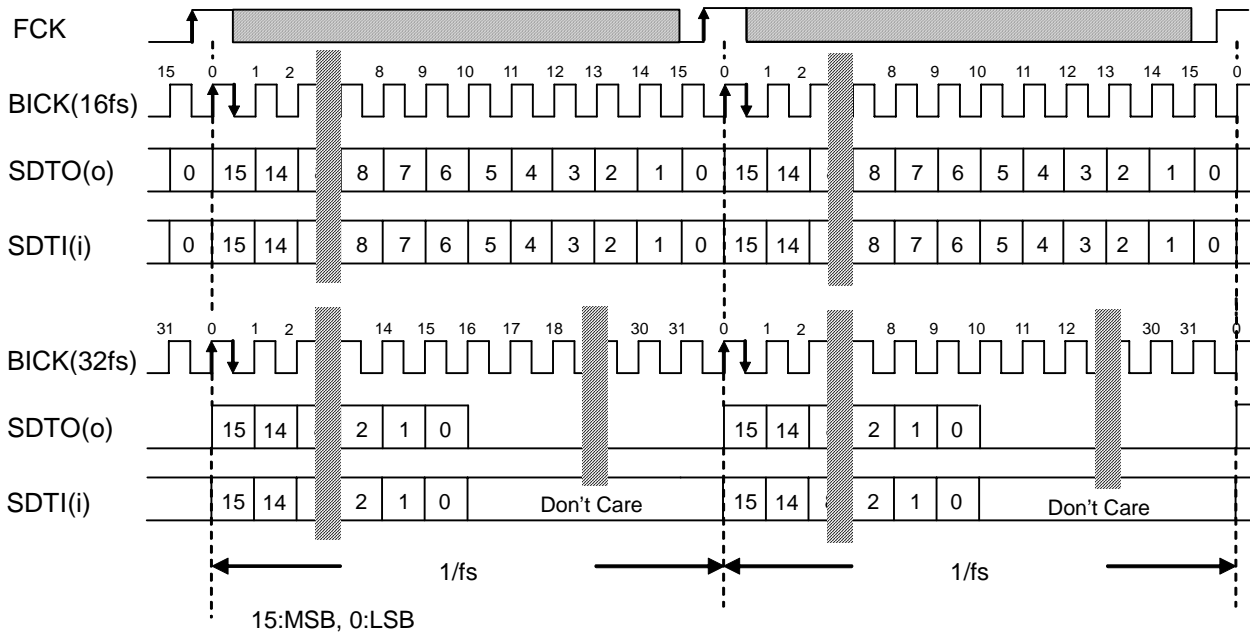 FCK
15 0 1 2 8 9 10 11 12 13 14 15 0 1 2 8 9 10 11 12 13 14 15 0
BICK(16fs)
SDTO(o) 0 15 14 8 7 6 5 4 3 2 1 0 15 14 8 7 6 5 4 3 2 1 0
SDTI(i) 0 15 14 8 7 6 5 4 3 2 1 0 15 14 8 7 6 5 4 3 2 1 0
31 0 1 2 14 15 16 17 18 30 31 0 1 2 8 9 10 11 12 30 31 0
BICK(32fs)
SDTO(o) 15 14 2 1 0 15 14 2 1 0
SDTI(i) 15 14 2 1 0 Don't Care 15 14 2 1 0 Don't Care
1/fs 1/fs
15:MSB, 0:LSB